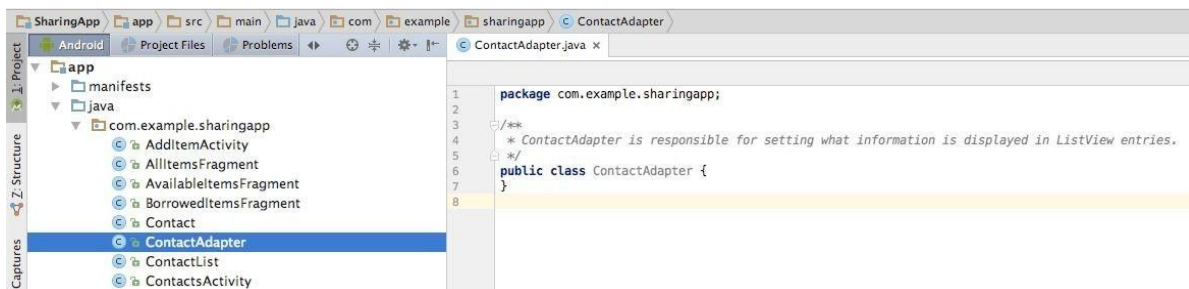 SharingApp app src main java com example sharingapp ContactAdapter
Android Project Files Problems
ContactAdapter.java ×
1: Project
Z: Structure
Captures
app
manifests
java
com.example.sharingapp
AddItemActivity
AllItemsFragment
AvailableItemsFragment
BorrowedItemsFragment
Contact
ContactAdapter
ContactList
ContactsActivity
1 package com.example.sharingapp;
2
3 /**
4 * ContactAdapter is responsible for setting what information is displayed in ListView entries.
5 */
6 public class ContactAdapter {
7 }
8